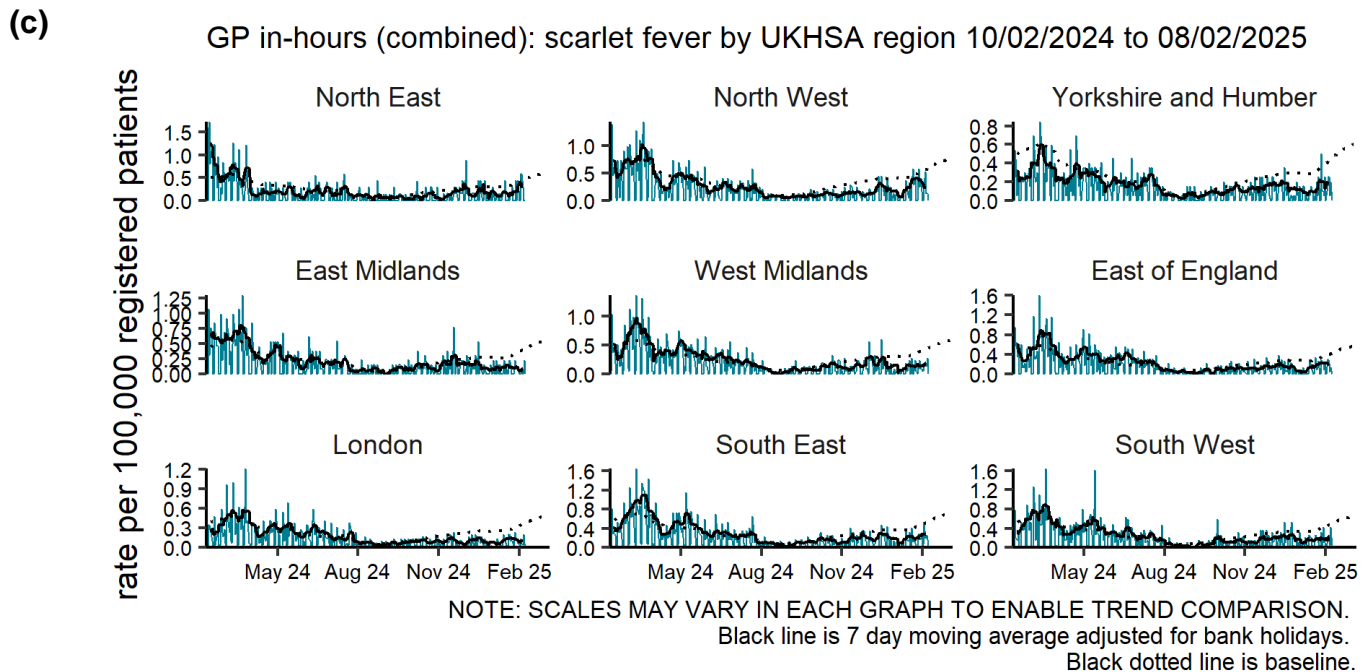 (c)
GP in-hours (combined): scarlet fever by UKHSA region 10/02/2024 to 08/02/2025
rate per 100,000 registered patients
North East
1.5
1.0
0.5
0.0
North West
1.0
0.5
0.0
Yorkshire and Humber
0.8
0.6
0.4
0.2
0.0
East Midlands
1.25
1.00
0.75
0.50
0.25
0.00
West Midlands
1.0
0.5
0.0
East of England
1.6
1.2
0.8
0.4
0.0
London
1.2
0.9
0.6
0.3
0.0
South East
1.6
1.2
0.8
0.4
0.0
South West
1.6
1.2
0.8
0.4
0.0
May 24 Aug 24 Nov 24 Feb 25
May 24 Aug 24 Nov 24 Feb 25
May 24 Aug 24 Nov 24 Feb 25
NOTE: SCALES MAY VARY IN EACH GRAPH TO ENABLE TREND COMPARISON.
Black line is 7 day moving average adjusted for bank holidays.
Black dotted line is baseline.